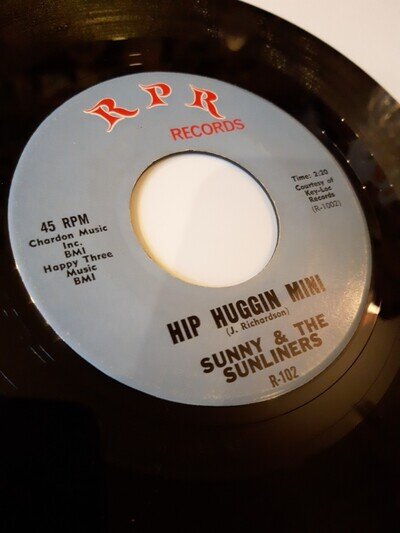 RPR
RECORDS
45 RPM
Chardon Music
Inc.
BMI
Happy Three
Music
BMI
Time: 2:20
Courtesy of
Key-Loc
Records
(R-1002)
HIP HUGGIN MINI
(J. Richardson)
SUNNY & THE
SUNLINERS
R-102